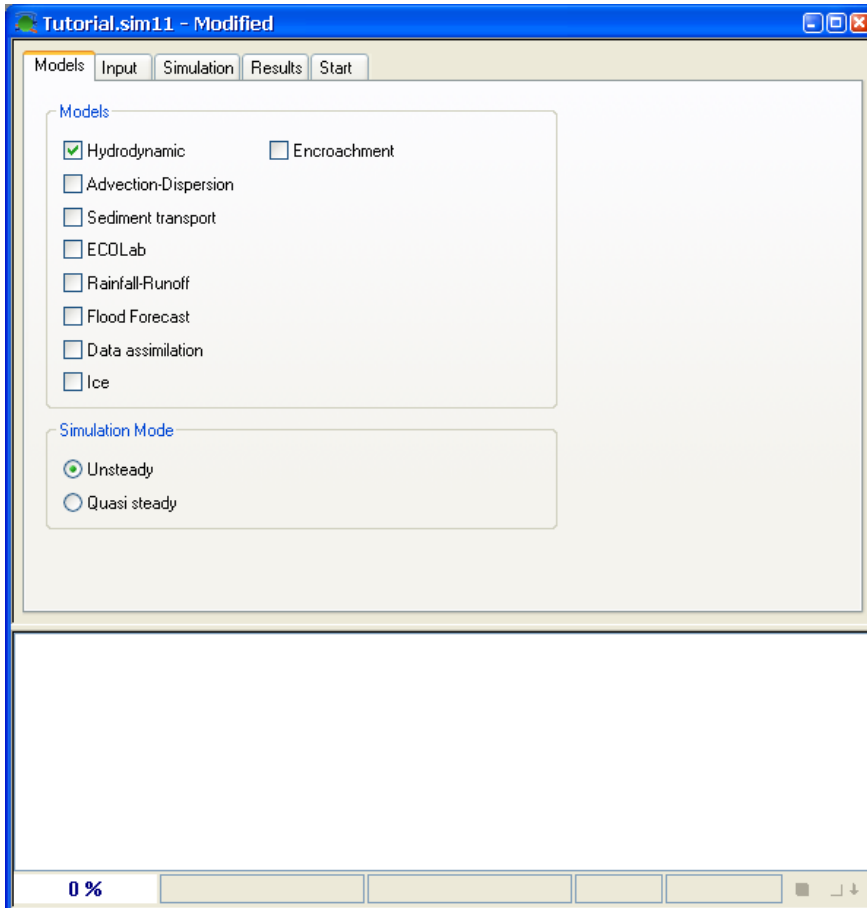 Tutorial.sim11 - Modified
Models Input Simulation Results Start
Models
Hydrodynamic Encroachment
Advection-Dispersion
Sediment transport
ECOLab
Rainfall-Runoff
Flood Forecast
Data assimilation
Ice
Simulation Mode
Unsteady
Quasi steady
0 %